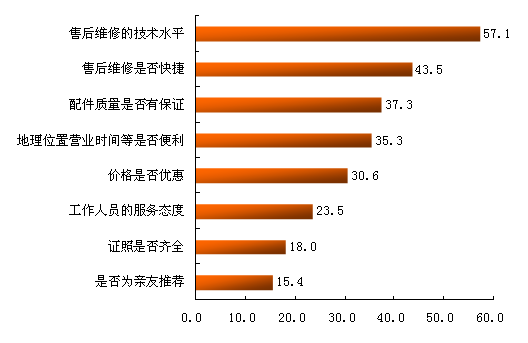 售后维修的技术水平 57.1
售后维修是否快捷 43.5
配件质量是否有保证 37.3
地理位置营业时间等是否便利 35.3
价格是否优惠 30.6
工作人员的服务态度 23.5
证照是否齐全 18.0
是否为亲友推荐 15.4
0.0 10.0 20.0 30.0 40.0 50.0 60.0